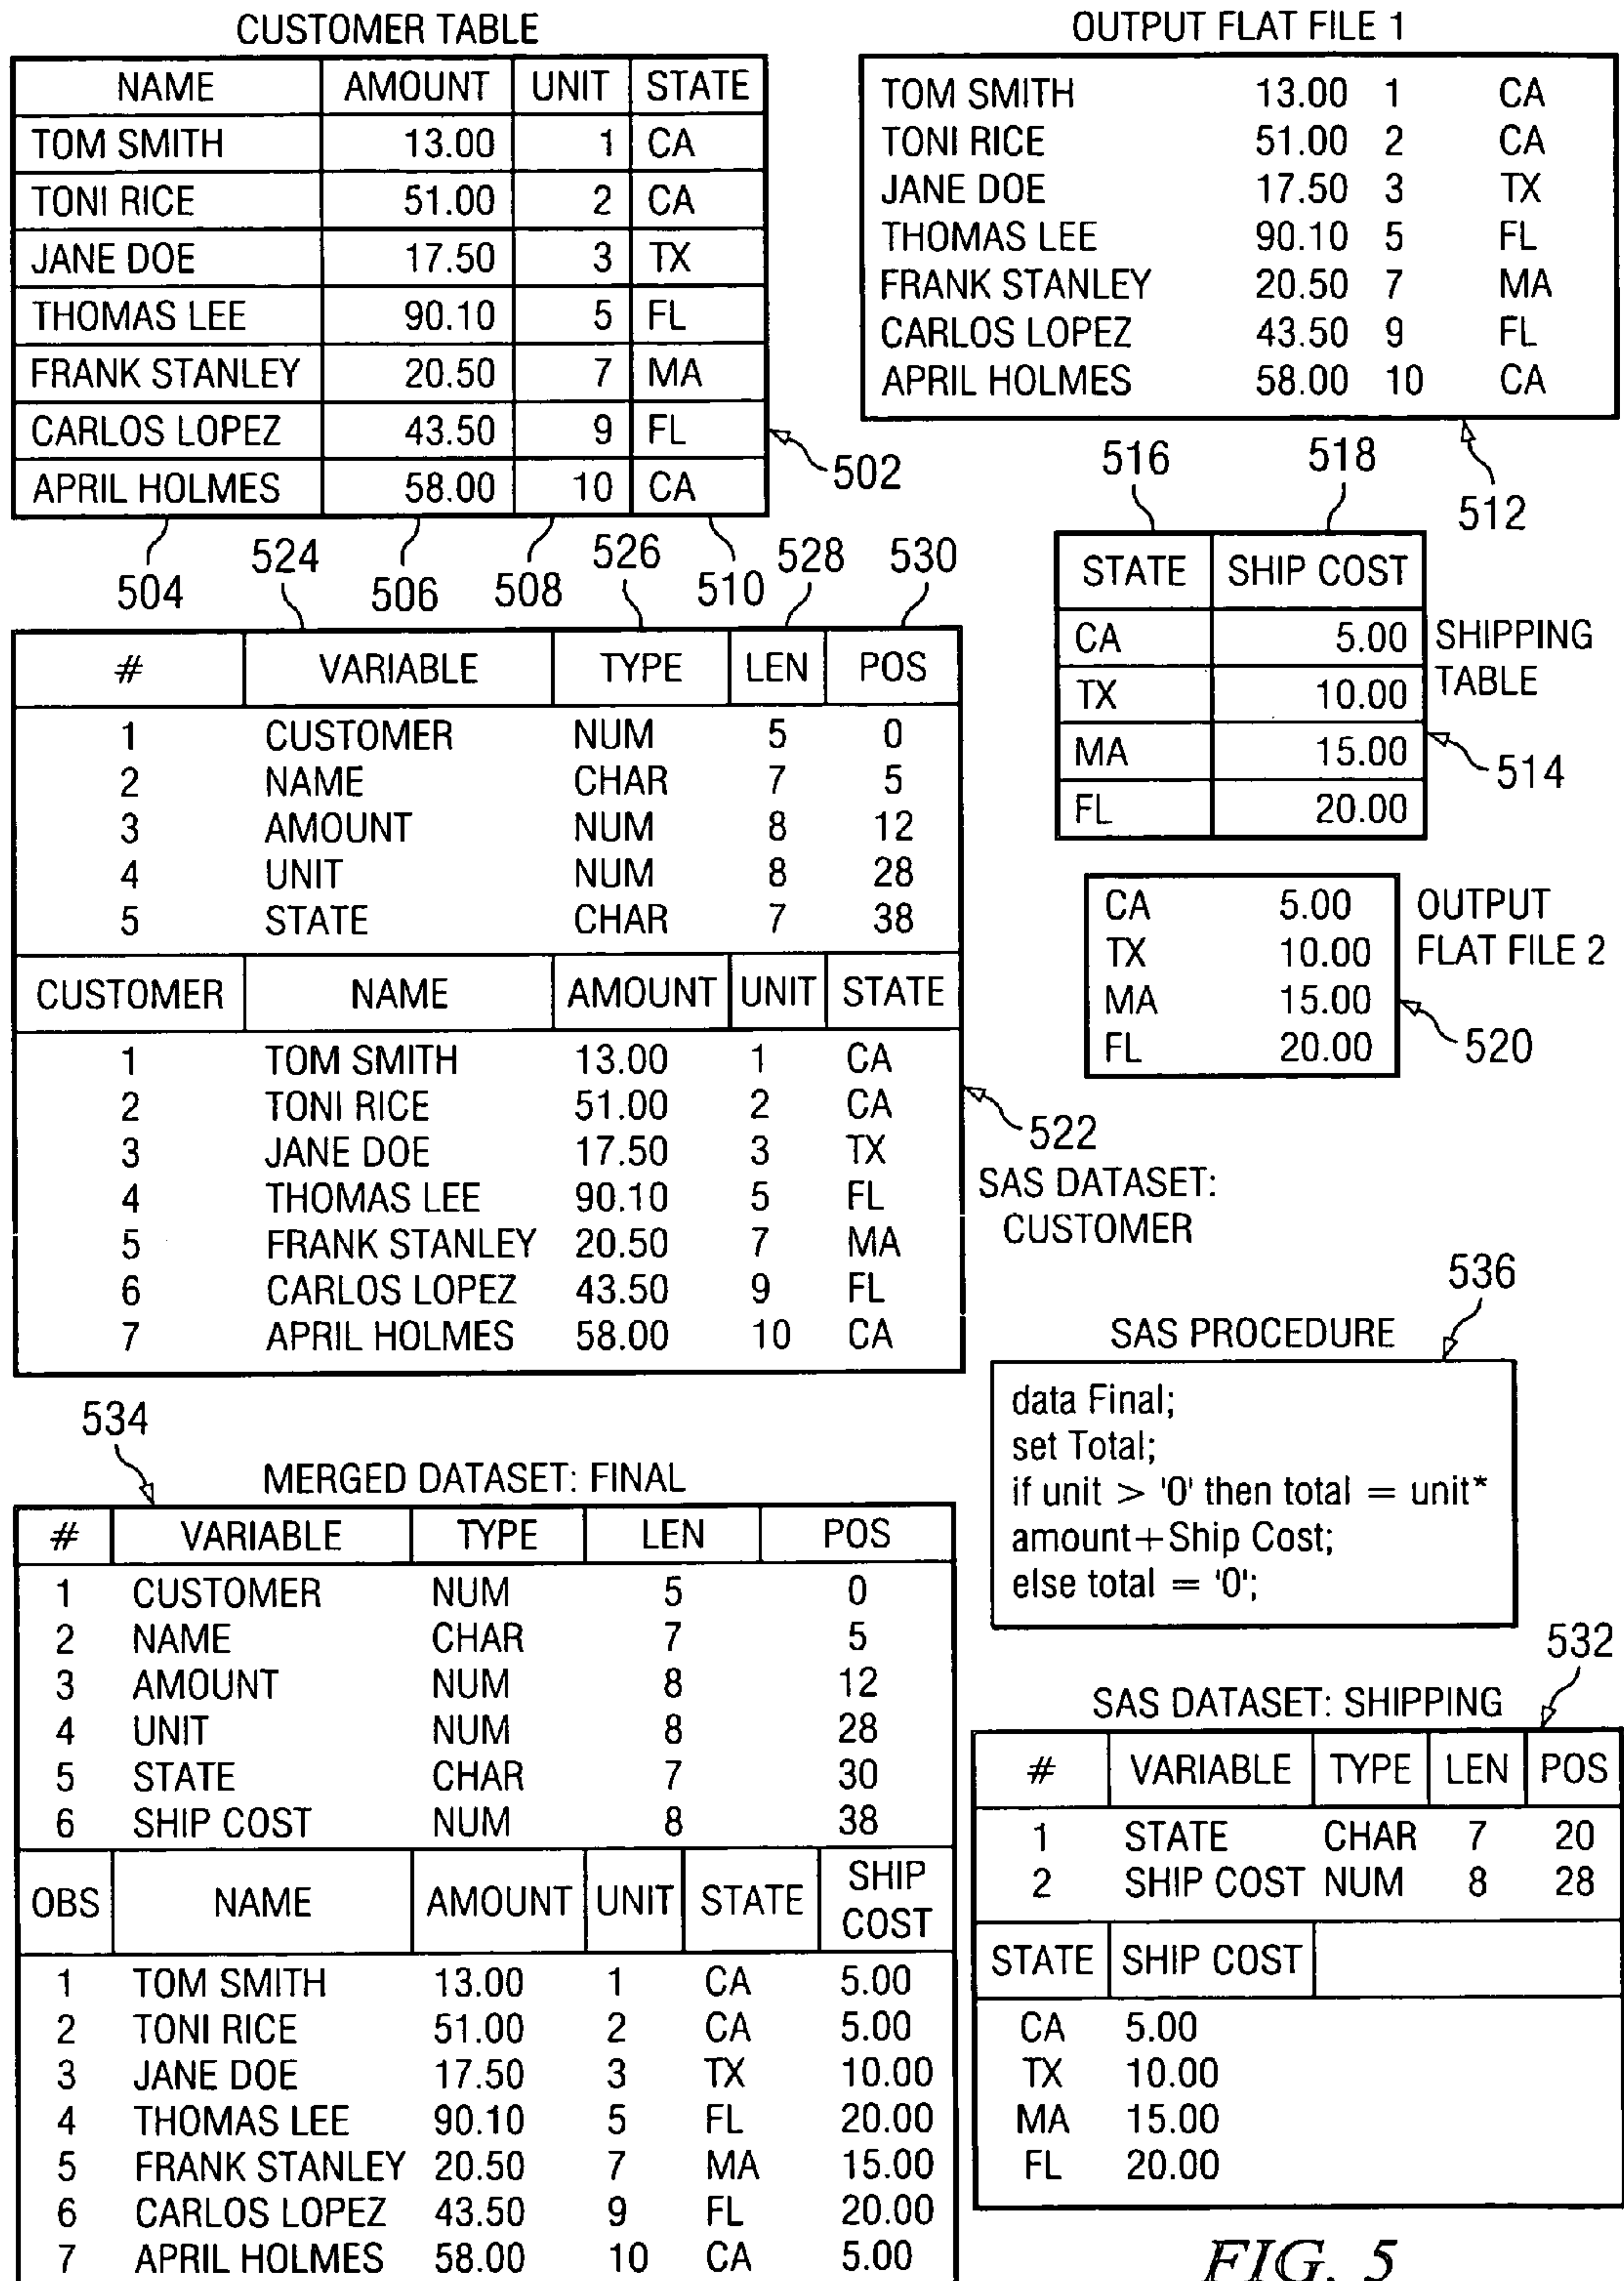 CUSTOMER TABLE
NAME AMOUNT UNIT STATE
TOM SMITH 13.00 1 CA
TONI RICE 51.00 2 CA
JANE DOE 17.50 3 TX
THOMAS LEE 90.10 5 FL
FRANK STANLEY 20.50 7 MA
CARLOS LOPEZ 43.50 9 FL
APRIL HOLMES 58.00 10 CA
502
504 506 508 510
OUTPUT FLAT FILE 1
TOM SMITH 13.00 1 CA
TONI RICE 51.00 2 CA
JANE DOE 17.50 3 TX
THOMAS LEE 90.10 5 FL
FRANK STANLEY 20.50 7 MA
CARLOS LOPEZ 43.50 9 FL
APRIL HOLMES 58.00 10 CA
512
516 518
STATE SHIP COST
CA 5.00
TX 10.00
MA 15.00
FL 20.00
SHIPPING
TABLE
514
CA 5.00
TX 10.00
MA 15.00
FL 20.00
OUTPUT
FLAT FILE 2
520
524 526 528 530
# VARIABLE TYPE LEN POS
1 CUSTOMER NUM 5 0
2 NAME CHAR 7 5
3 AMOUNT NUM 8 12
4 UNIT NUM 8 28
5 STATE CHAR 7 38
CUSTOMER NAME AMOUNT UNIT STATE
1 TOM SMITH 13.00 1 CA
2 TONI RICE 51.00 2 CA
3 JANE DOE 17.50 3 TX
4 THOMAS LEE 90.10 5 FL
5 FRANK STANLEY 20.50 7 MA
6 CARLOS LOPEZ 43.50 9 FL
7 APRIL HOLMES 58.00 10 CA
522
SAS DATASET:
CUSTOMER
536
SAS PROCEDURE
data Final;
set Total;
if unit > '0' then total = unit*
amount+Ship Cost;
else total = '0';
534
MERGED DATASET: FINAL
# VARIABLE TYPE LEN POS
1 CUSTOMER NUM 5 0
2 NAME CHAR 7 5
3 AMOUNT NUM 8 12
4 UNIT NUM 8 28
5 STATE CHAR 7 30
6 SHIP COST NUM 8 38
OBS NAME AMOUNT UNIT STATE SHIP COST
1 TOM SMITH 13.00 1 CA 5.00
2 TONI RICE 51.00 2 CA 5.00
3 JANE DOE 17.50 3 TX 10.00
4 THOMAS LEE 90.10 5 FL 20.00
5 FRANK STANLEY 20.50 7 MA 15.00
6 CARLOS LOPEZ 43.50 9 FL 20.00
7 APRIL HOLMES 58.00 10 CA 5.00
532
SAS DATASET: SHIPPING
# VARIABLE TYPE LEN POS
1 STATE CHAR 7 20
2 SHIP COST NUM 8 28
STATE SHIP COST
CA 5.00
TX 10.00
MA 15.00
FL 20.00
FIG. 5